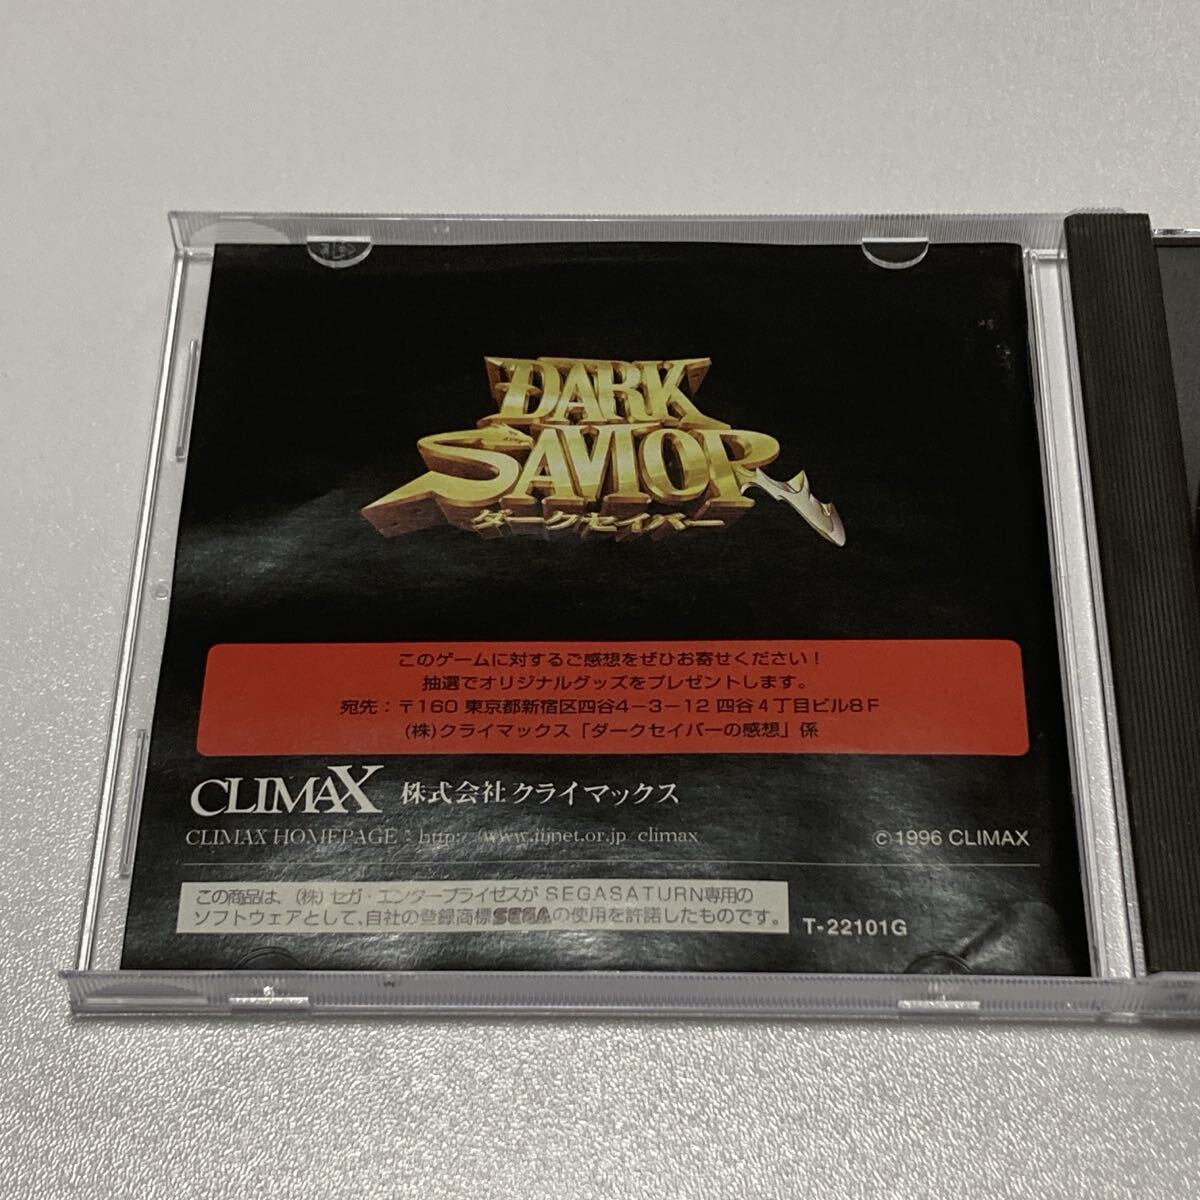 DARK
SAVIOR
ダークセイバー
このゲームに対するご感想をぜひお寄せください!
抽選でオリジナルグッズをプレゼントします。
宛先:〒160 東京都新宿区四谷4-3-12 四谷4丁目ビル8F
(株)クライマックス「ダークセイバーの感想」係
CLIMAX 株式会社クライマックス
CLIMAX HOMEPAGE : http://www.iijnet.or.jp climax
©1996 CLIMAX
この商品は、(株)セガ・エンタープライゼスがSEGASATURN専用の
ソフトウェアとして、自社の登録商標SEGAの使用を許諾したものです。
T-22101G